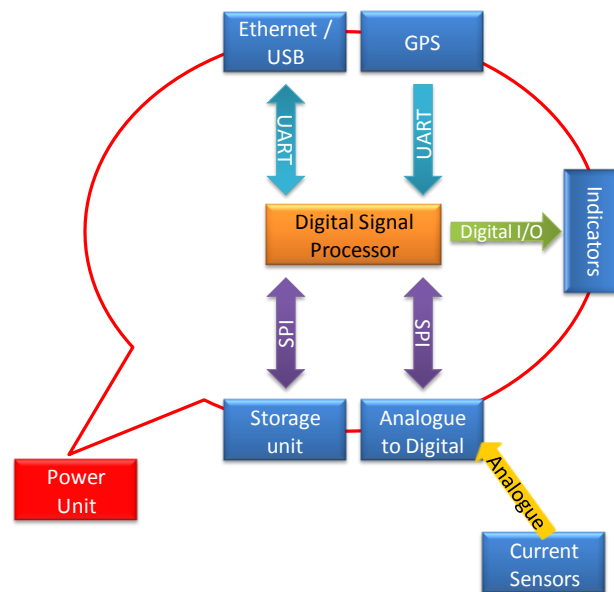 Ethernet /
USB
GPS
UART
UART
Digital Signal
Processor
Digital I/O
Indicators
SPI
SPI
Storage
unit
Analogue
to Digital
Power
Unit
Analogue
Current
Sensors